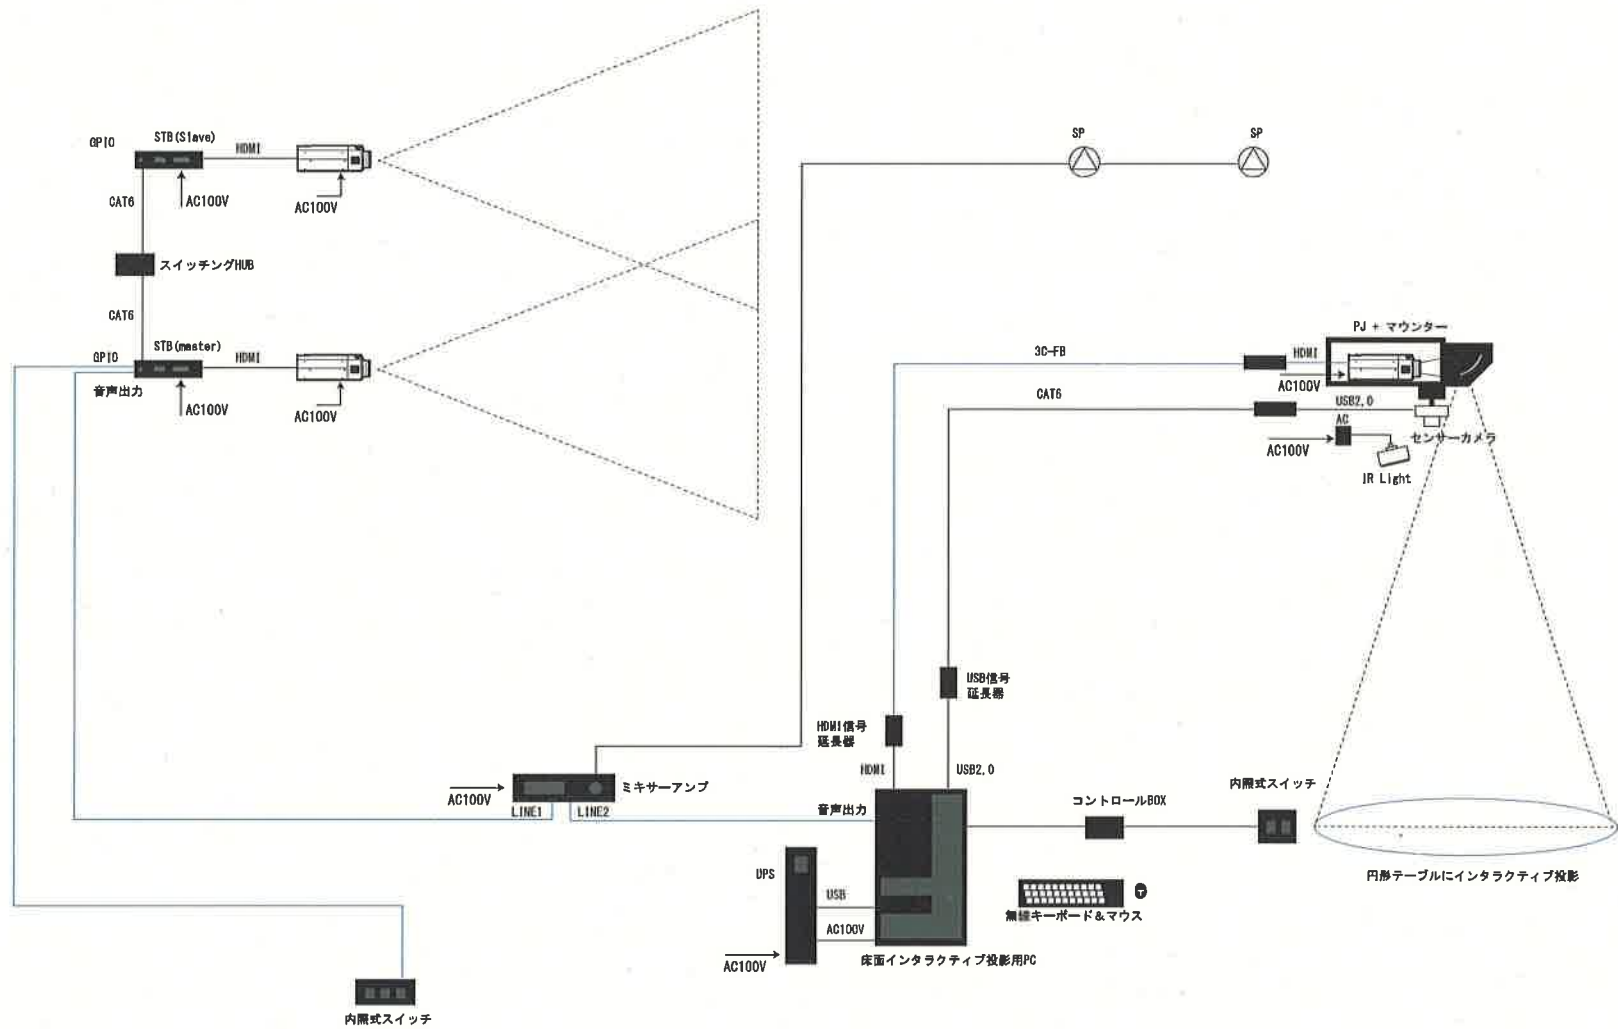 GPIO
STB(Slave)
HDMI
CAT6
AC100V
AC100V
スイッチングHUB
CAT6
GPIO
STB(master)
HDMI
音声出力
AC100V
AC100V
SP
SP
PJ + マウンター
3C-FB
HDMI
AC100V
CAT6
USB2.0
AC
センサーカメラ
AC100V
IR Light
USB信号
延長器
HDMI信号
延長器
HDMI
USB2.0
AC100V
ミキサーアンプ
LINE1
LINE2
音声出力
コントロールBOX
内照式スイッチ
UPS
USB
AC100V
AC100V
無線キーボード&マウス
円形テーブルにインタラクティブ投影
床面インタラクティブ投影用PC
内照式スイッチ